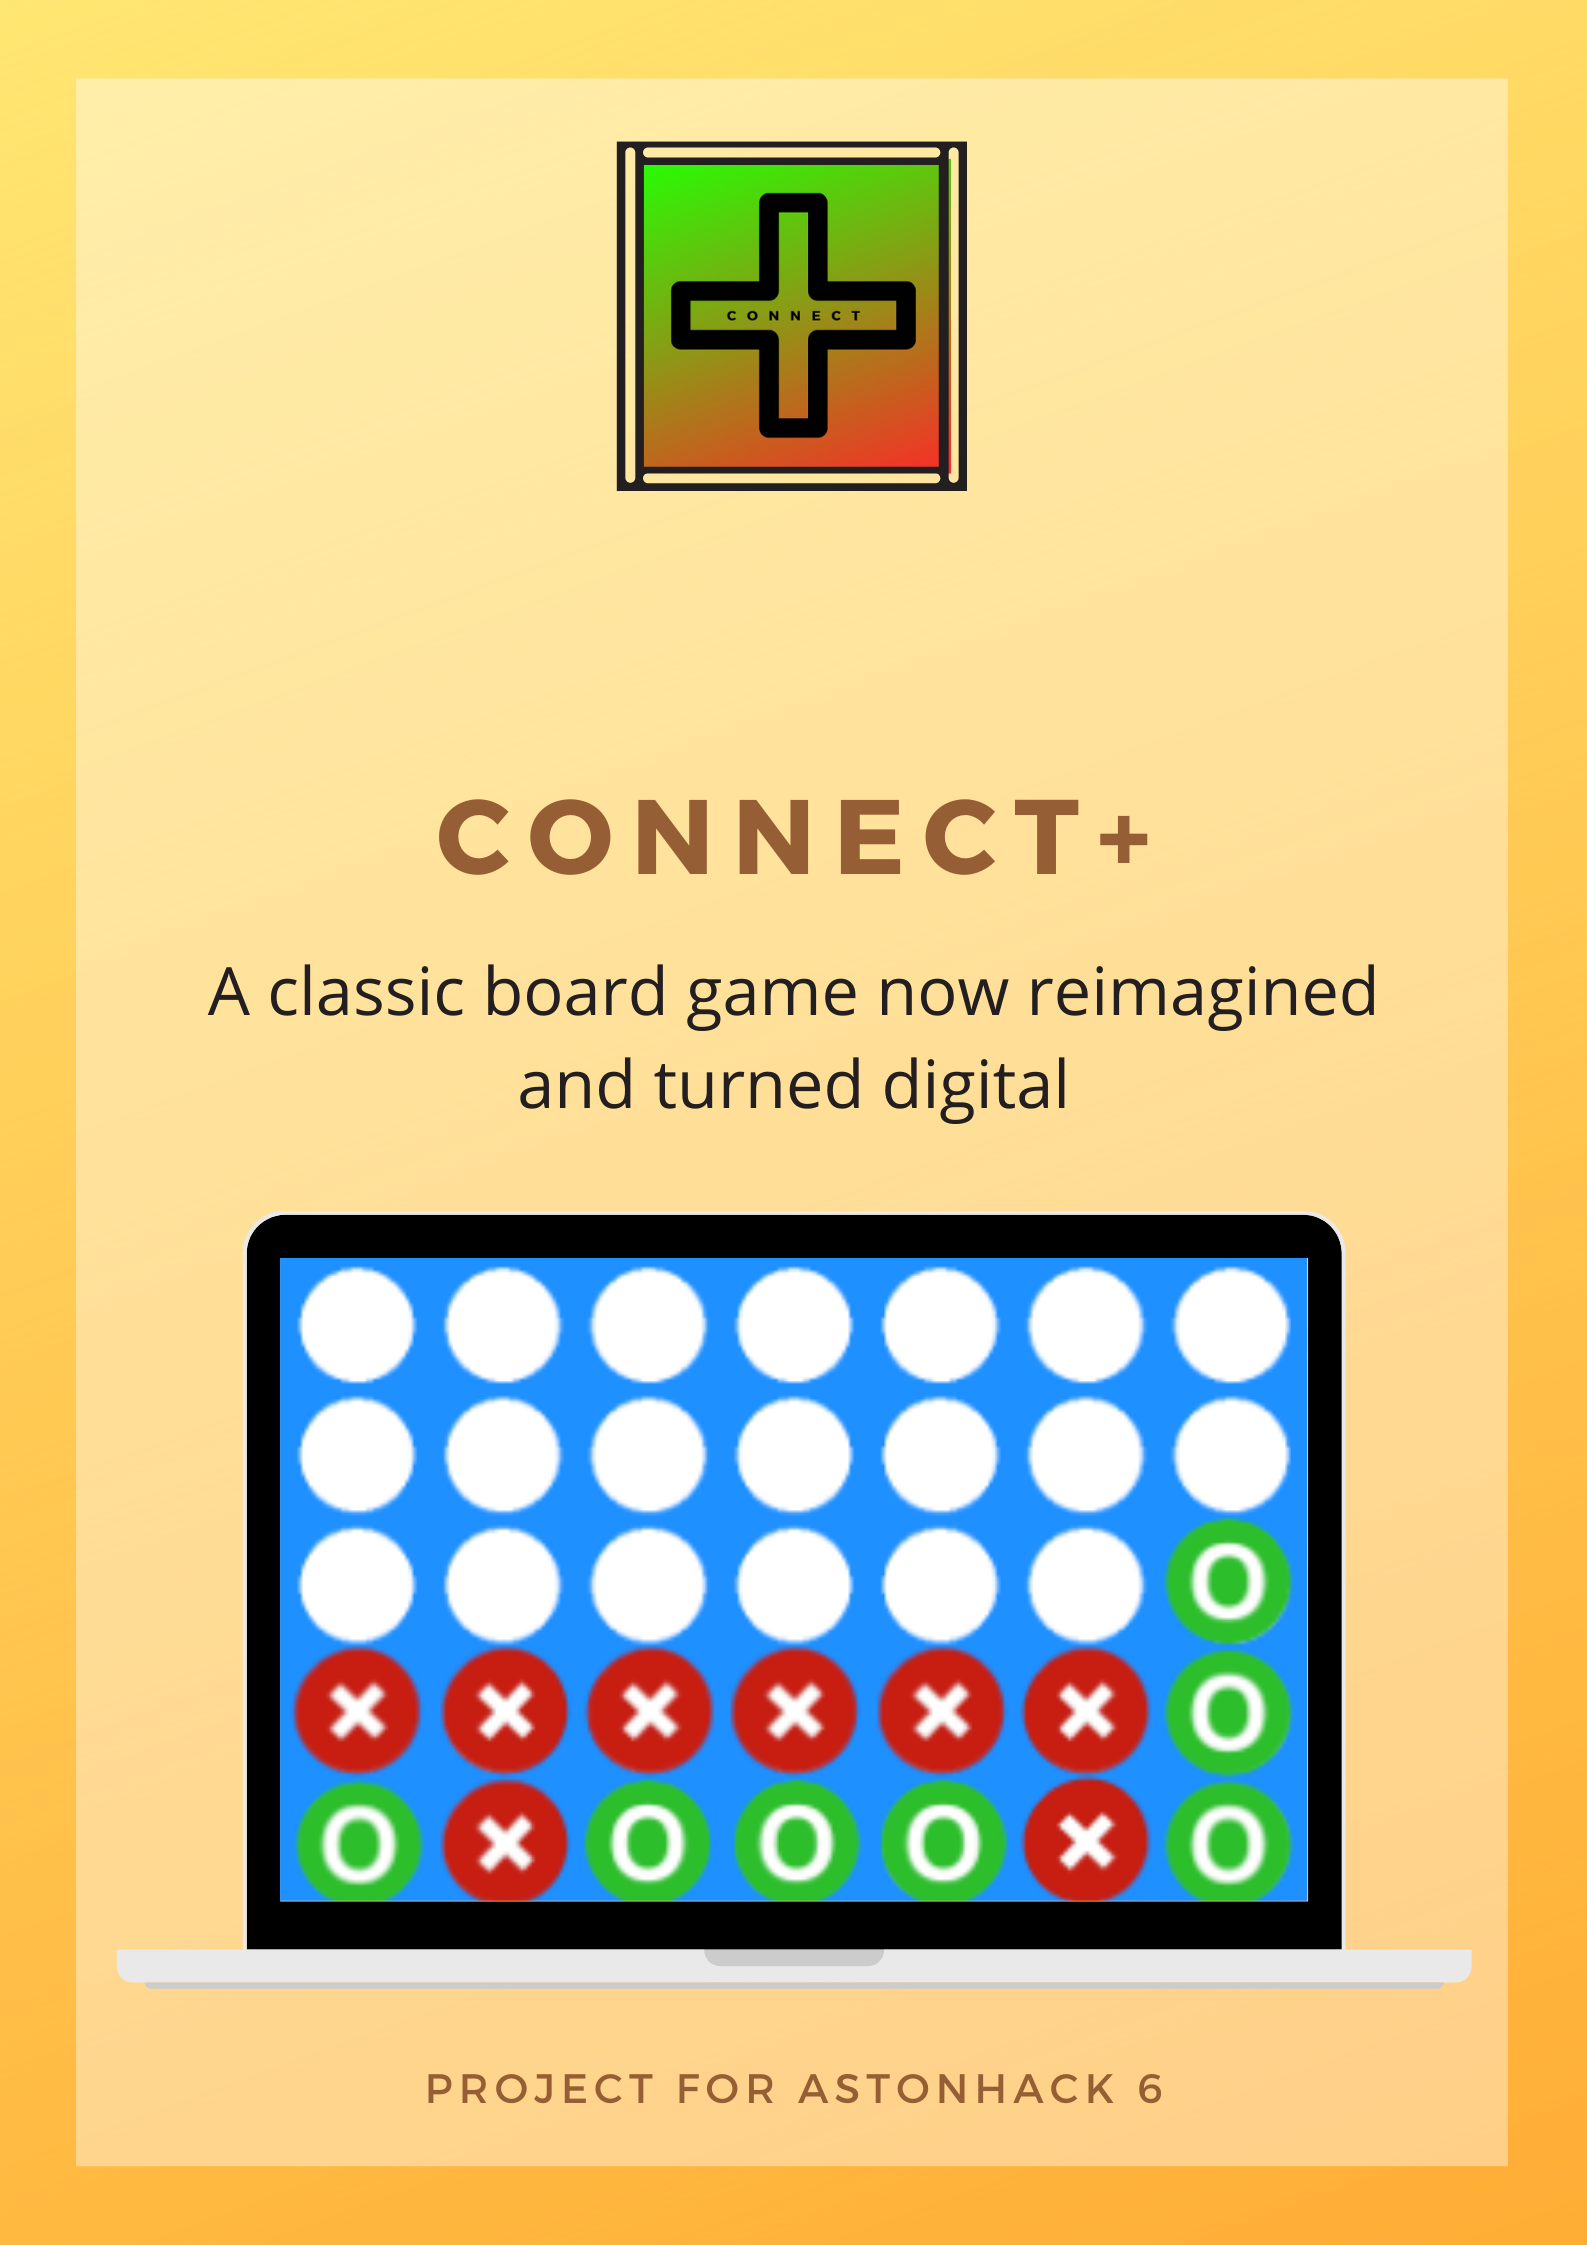 CONNECT
CONNECT+
A classic board game now reimagined
and turned digital
O
× × × × × × O
O × O O O × O
PROJECT FOR ASTONHACK 6